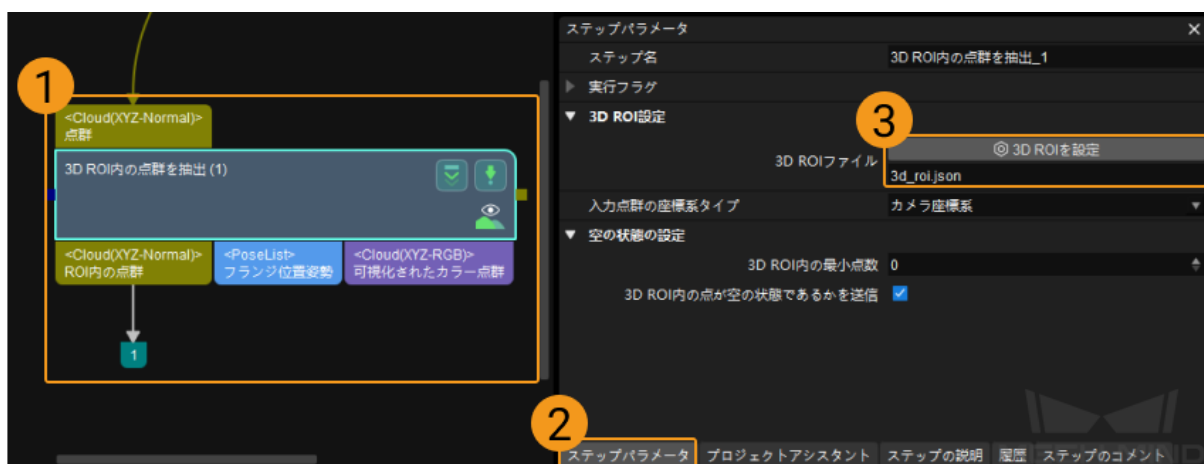 1
<Cloud(XYZ-Normal)>
点群
3D ROI内の点群を抽出 (1)
<Cloud(XYZ-Normal)>
ROI内の点群
<PoseList>
フランジ位置姿勢
<Cloud(XYZ-RGB)>
可視化されたカラー点群
1
ステップパラメータ
ステップ名 3D ROI内の点群を抽出_1
実行フラグ
3D ROI設定
3
3D ROIファイル 3D ROIを設定
3d_roi.json
入力点群の座標系タイプ カメラ座標系
空の状態の設定
3D ROI内の最小点数 0
3D ROI内の点が空の状態であるかを送信
2
ステップパラメータ プロジェクトアシスタント ステップの説明 履歴 ステップのコメント